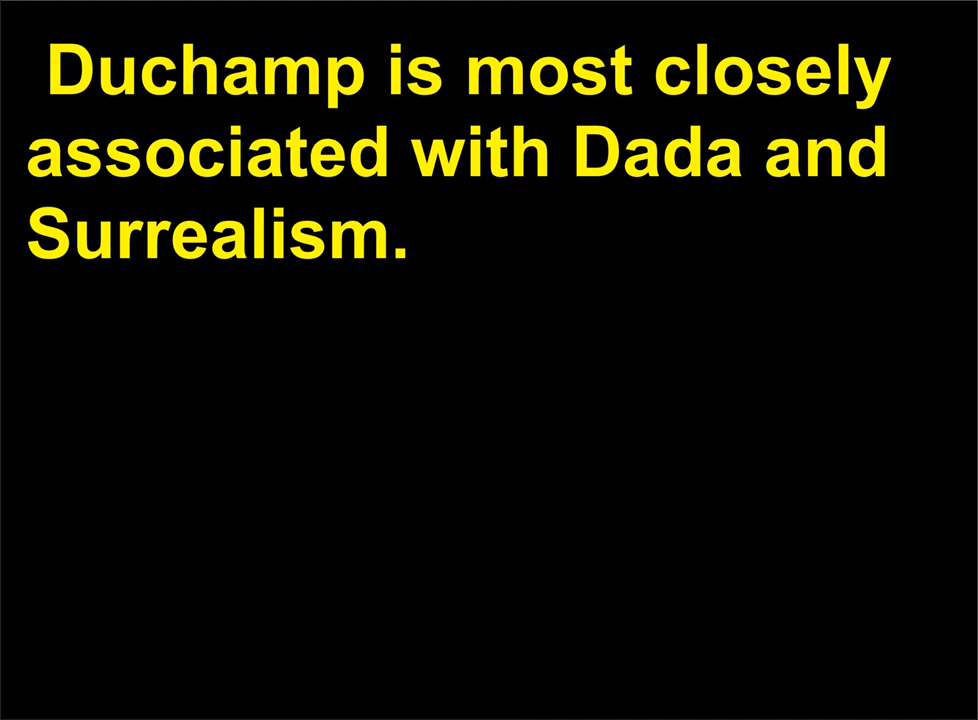 Duchamp is most closely
associated with Dada and
Surrealism.